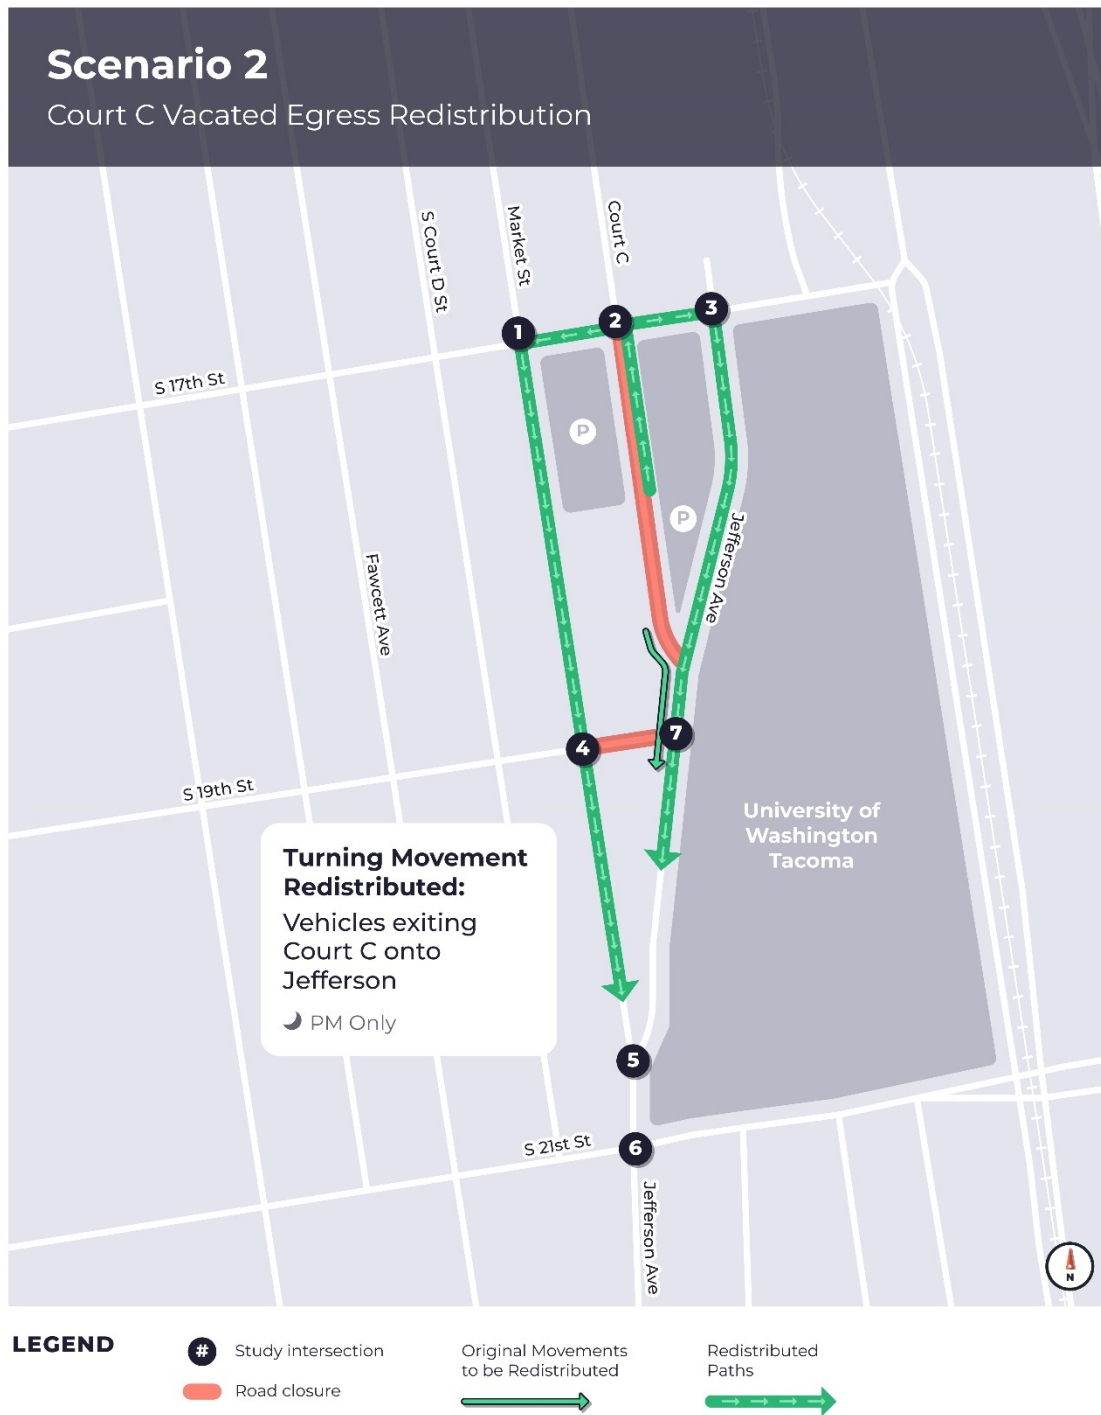 Scenario 2
Court C Vacated Egress Redistribution
S Court D St
Market St
Court C
1
2
3
S 17th St
P
P
Jefferson Ave
Fawcett Ave
4
7
S 19th St
University of
Washington
Tacoma
Turning Movement
Redistributed:
Vehicles exiting
Court C onto
Jefferson
PM Only
5
S 21st St
6
Jefferson Ave
N
LEGEND
#
Study intersection
Road closure
Original Movements
to be Redistributed
Redistributed
Paths